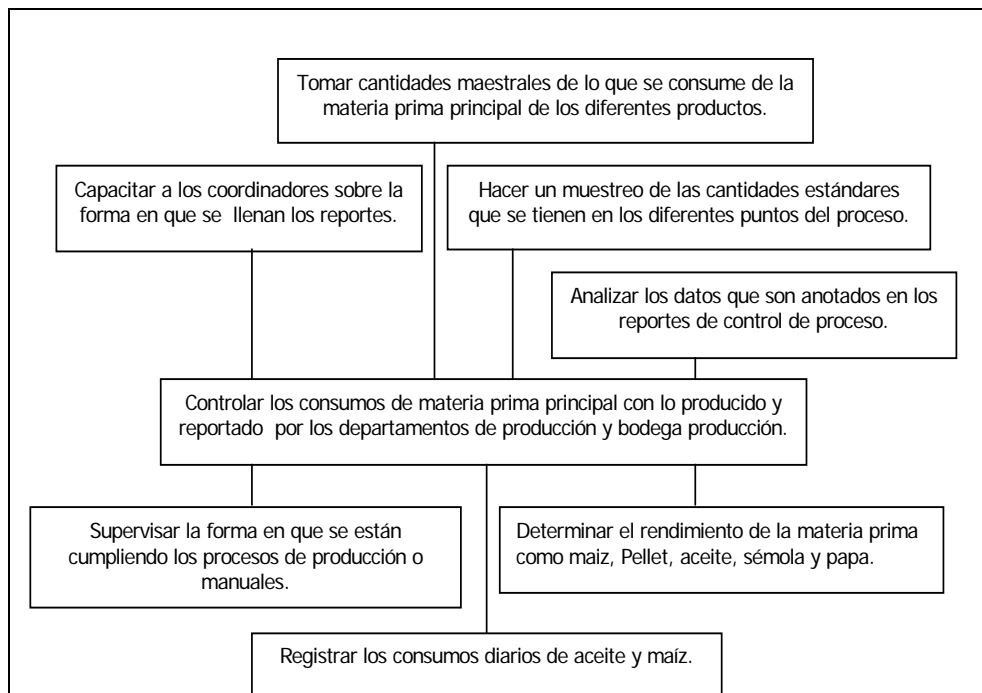 Tomar cantidades maestrales de lo que se consume de la
materia prima principal de los diferentes productos.
Capacitar a los coordinadores sobre la
forma en que se llenan los reportes.
Hacer un muestreo de las cantidades estándares
que se tienen en los diferentes puntos del proceso.
Analizar los datos que son anotados en los
reportes de control de proceso.
Controlar los consumos de materia prima principal con lo producido y
reportado por los departamentos de producción y bodega producción.
Supervisar la forma en que se están
cumpliendo los procesos de producción o
manuales.
Determinar el rendimiento de la materia prima
como maiz, Pellet, aceite, sémola y papa.
Registrar los consumos diarios de aceite y maíz.